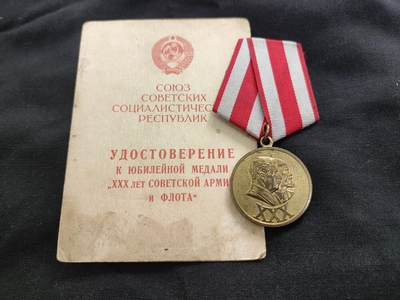 СОЮЗ
СОВЕТСКИХ
СОЦИАЛИСТИЧЕС
РЕСПУБЛИК
УДОСТОВЕРЕНИЕ
К ЮБИЛЕЙНОЙ МЕДАЛИ
„XXX ЛЕТ СОВЕТСКОЙ АРМИ
И ФЛОТА“
XXX